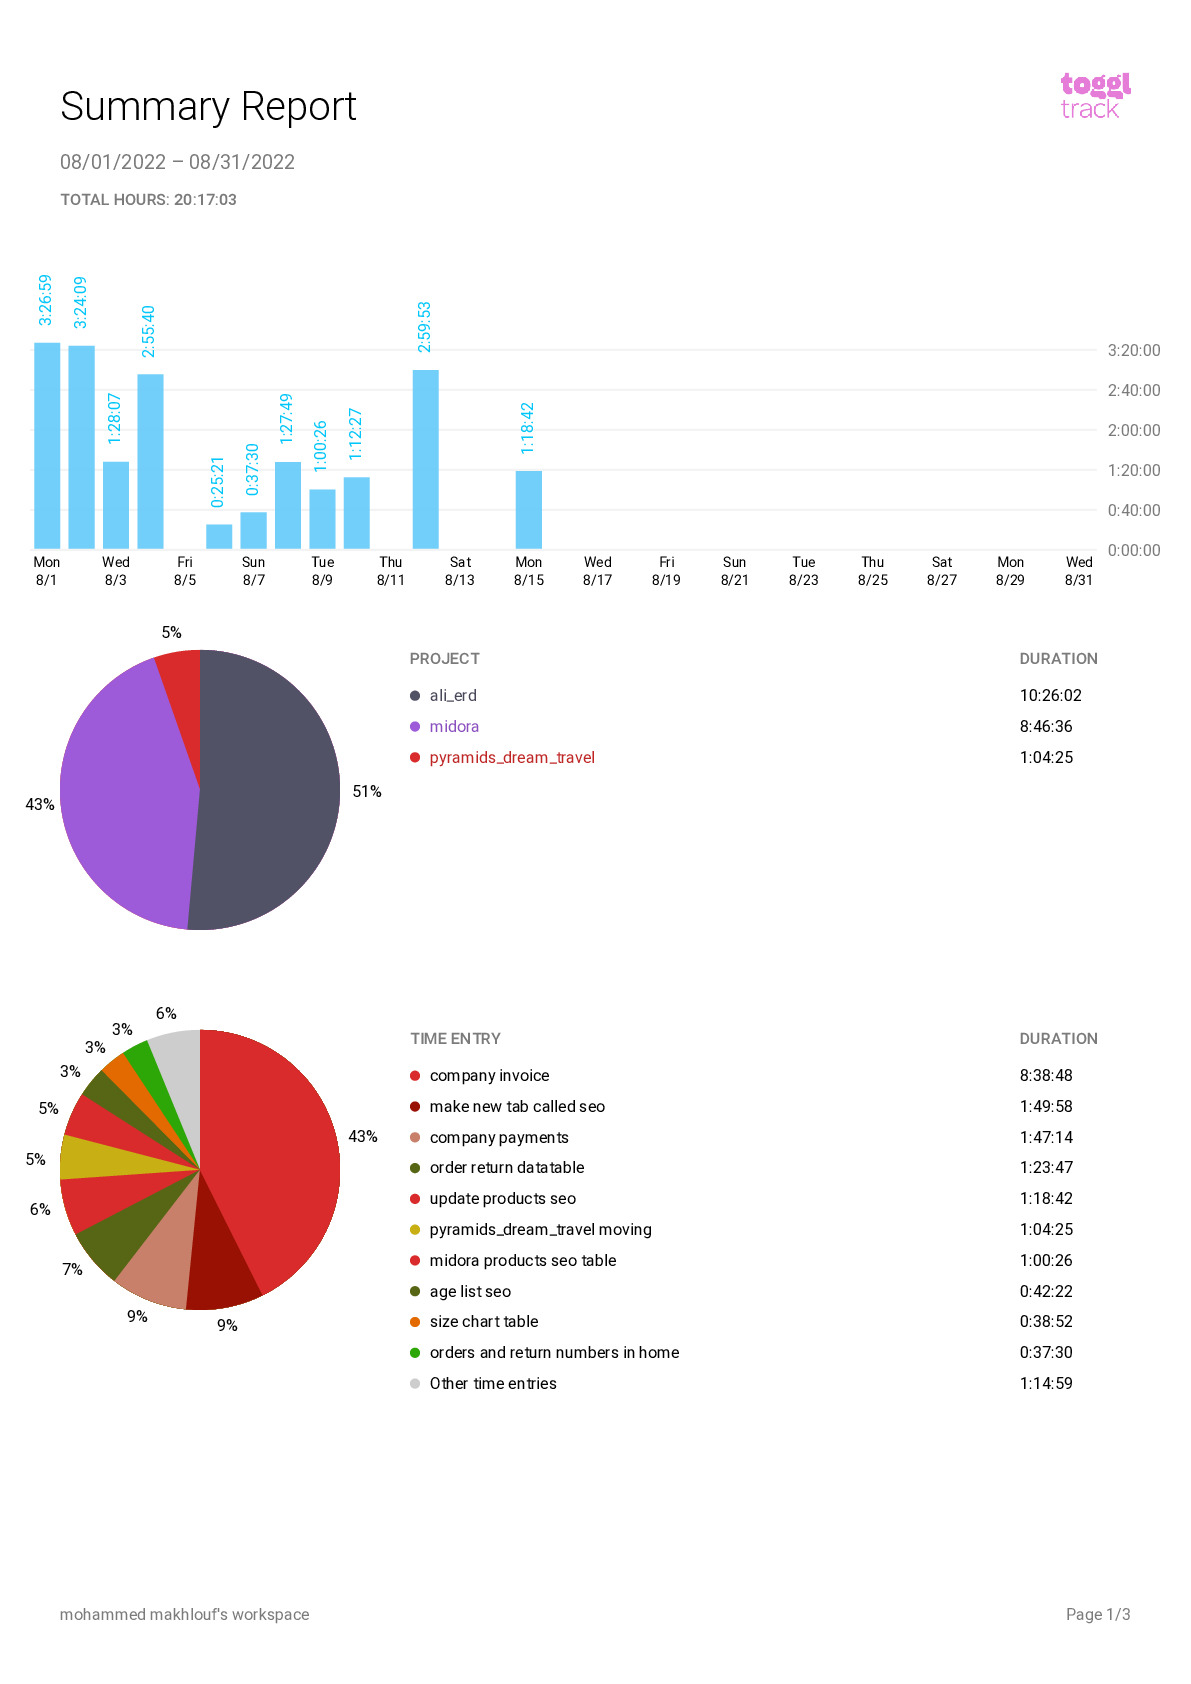 Summary Report
toggl
track
08/01/2022 – 08/31/2022
TOTAL HOURS: 20:17:03
3:26:59
3:24:09
1:28:07
2:55:40
0:25:21
0:37:30
1:27:49
1:00:26
1:12:27
2:59:53
1:18:42
3:20:00
2:40:00
2:00:00
1:20:00
0:40:00
0:00:00
Mon Wed Fri Sun Tue Thu Sat Mon Wed Fri Sun Tue Thu Sat Mon Wed
8/1 8/3 8/5 8/7 8/9 8/11 8/13 8/15 8/17 8/19 8/21 8/23 8/25 8/27 8/29 8/31
5%
43%
51%
PROJECT DURATION
ali_erd 10:26:02
midora 8:46:36
pyramids_dream_travel 1:04:25
6%
3%
3%
3%
5%
5%
6%
7%
9%
9%
43%
TIME ENTRY DURATION
company invoice 8:38:48
make new tab called seo 1:49:58
company payments 1:47:14
order return datatable 1:23:47
update products seo 1:18:42
pyramids_dream_travel moving 1:04:25
midora products seo table 1:00:26
age list seo 0:42:22
size chart table 0:38:52
orders and return numbers in home 0:37:30
Other time entries 1:14:59
mohammed makhlouf's workspace Page 1/3